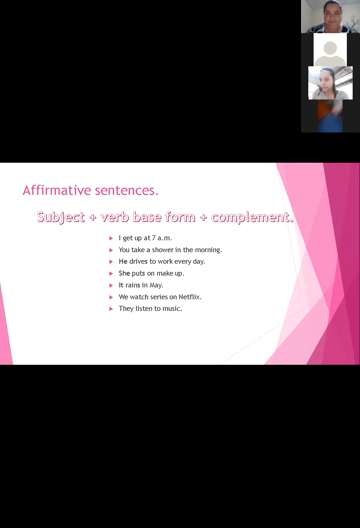 Affirmative sentences.
Subject + verb base form + complement.
I get up at 7 a.m.
You take a shower in the morning.
He drives to work every day.
She puts on make up.
It rains in May.
We watch series on Netflix.
They listen to music.